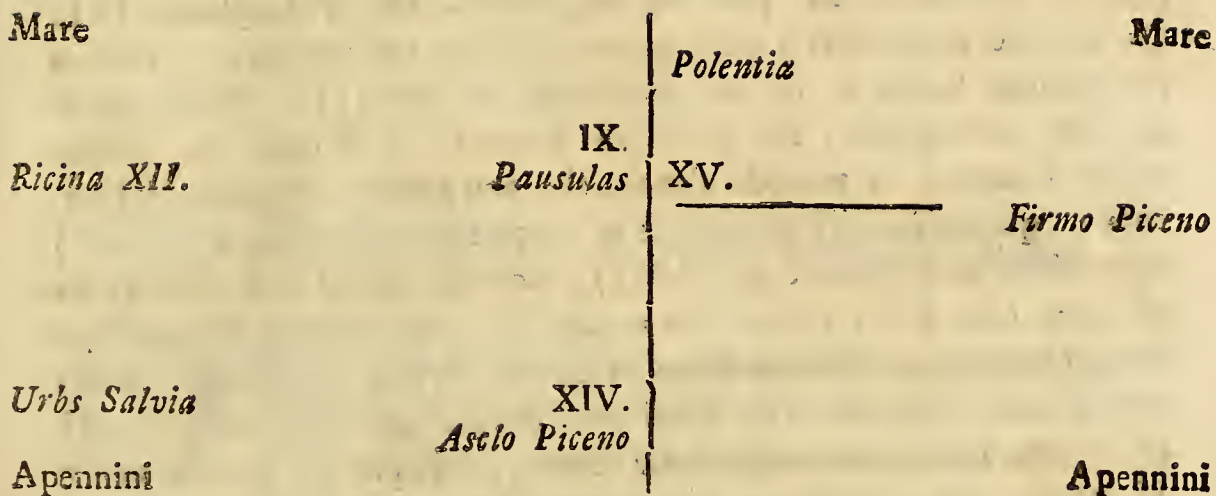 Mare Mare
Polentia
IX.
Ricina XII. Pausulas XV.
Firmo Piceno
Urbs Salvia XIV.
Asclo Piceno
Apennini Apennini